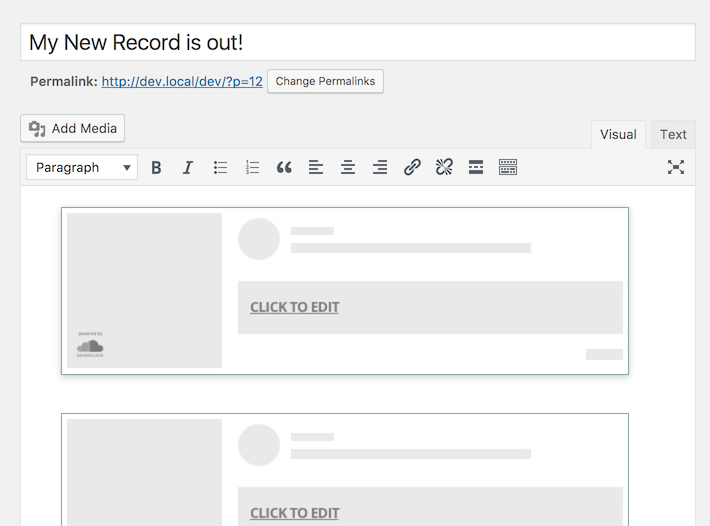 My New Record is out!
Permalink: http://dev.local/dev/?p=12 Change Permalinks
Add Media
Visual Text
Paragraph
CLICK TO EDIT
powered by
SOUNDCLOUD
CLICK TO EDIT